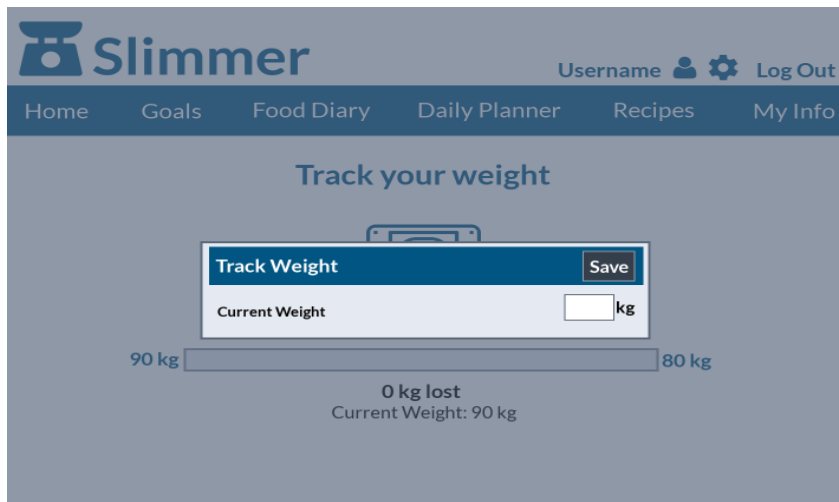 Slimmer
Username Log Out
Home Goals Food Diary Daily Planner Recipes My Info
Track your weight
Track Weight Save
Current Weight kg
90 kg 80 kg
0 kg lost
Current Weight: 90 kg